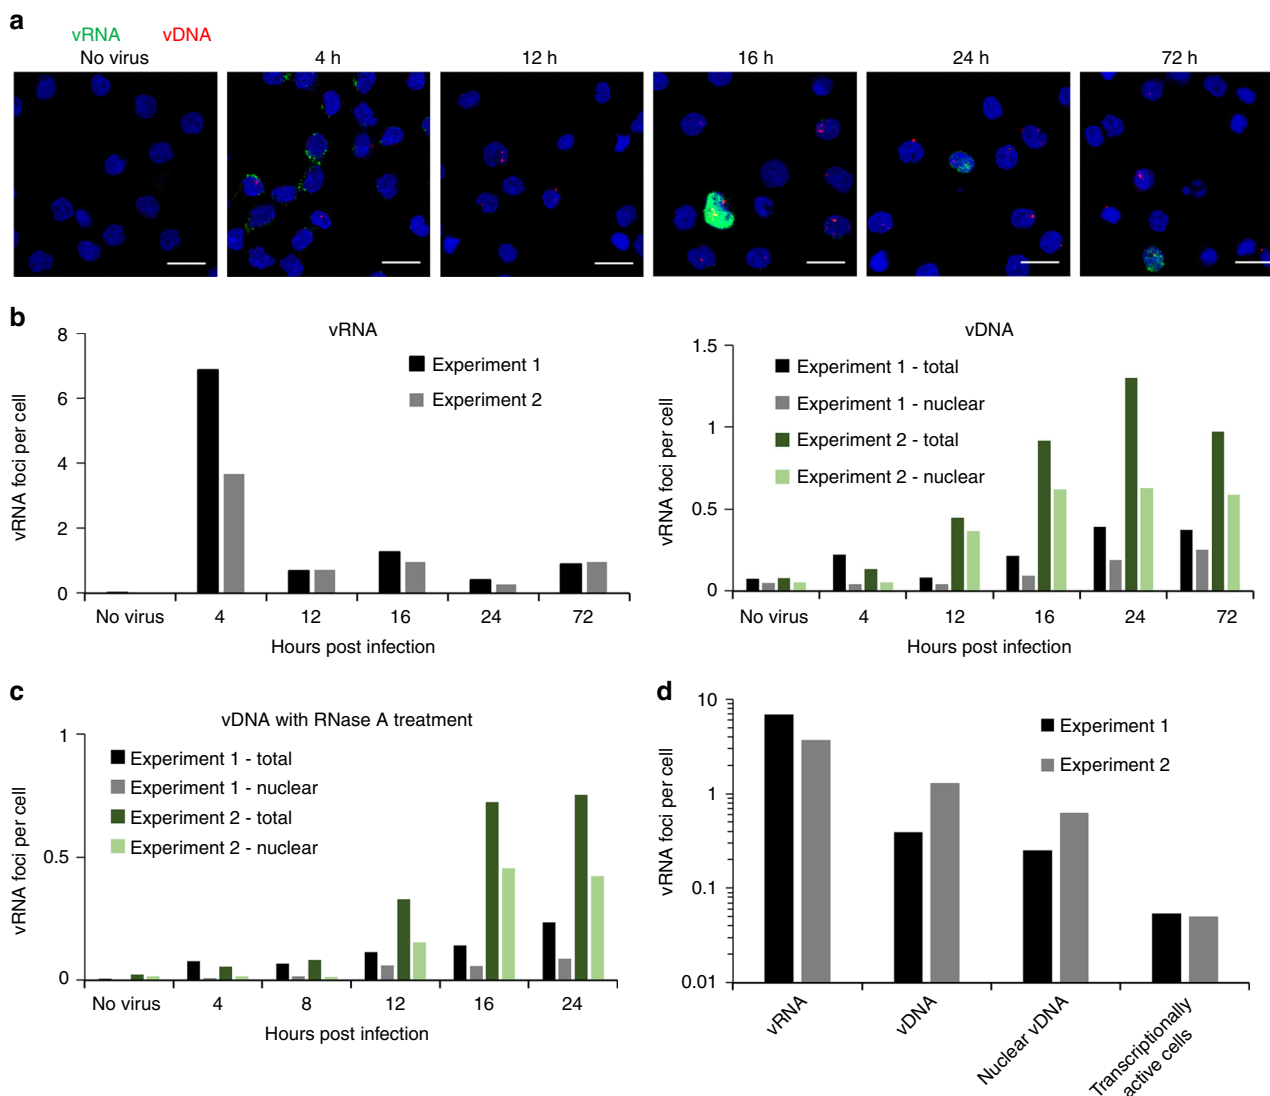 a
vRNA vDNA
No virus 4 h 12 h 16 h 24 h 72 h
b
vRNA
8
6
4
2
0
vRNA foci per cell
Experiment 1
Experiment 2
No virus 4 12 16 24 72
Hours post infection
vDNA
1.5
1
0.5
0
vRNA foci per cell
Experiment 1 - total
Experiment 1 - nuclear
Experiment 2 - total
Experiment 2 - nuclear
No virus 4 12 16 24 72
Hours post infection
c
vDNA with RNase A treatment
1
0.5
0
vRNA foci per cell
Experiment 1 - total
Experiment 1 - nuclear
Experiment 2 - total
Experiment 2 - nuclear
No virus 4 8 12 16 24
Hours post infection
d
10
1
0.1
0.01
vRNA foci per cell
Experiment 1
Experiment 2
vRNA
vDNA
Nuclear vDNA
Transcriptionally
active cells